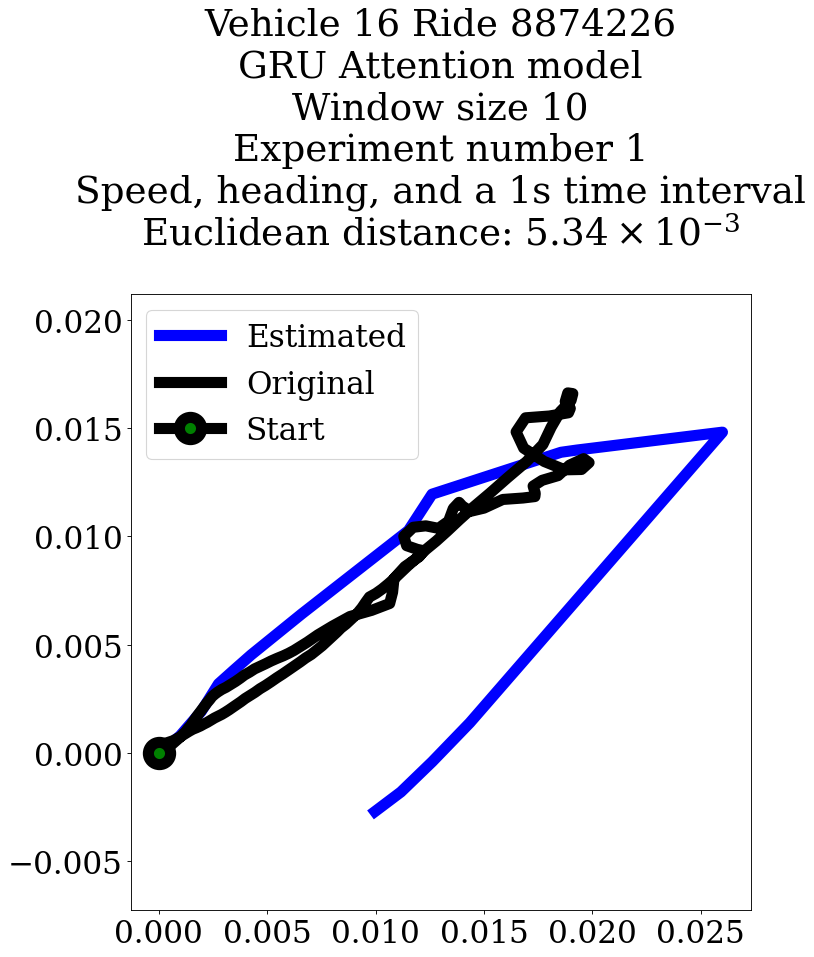 Vehicle 16 Ride 8874226
GRU Attention model
Window size 10
Experiment number 1
Speed, heading, and a 1s time interval
Euclidean distance: 5.34 × 10⁻³
Estimated
Original
Start
0.020
0.015
0.010
0.005
0.000
−0.005
0.000 0.005 0.010 0.015 0.020 0.025